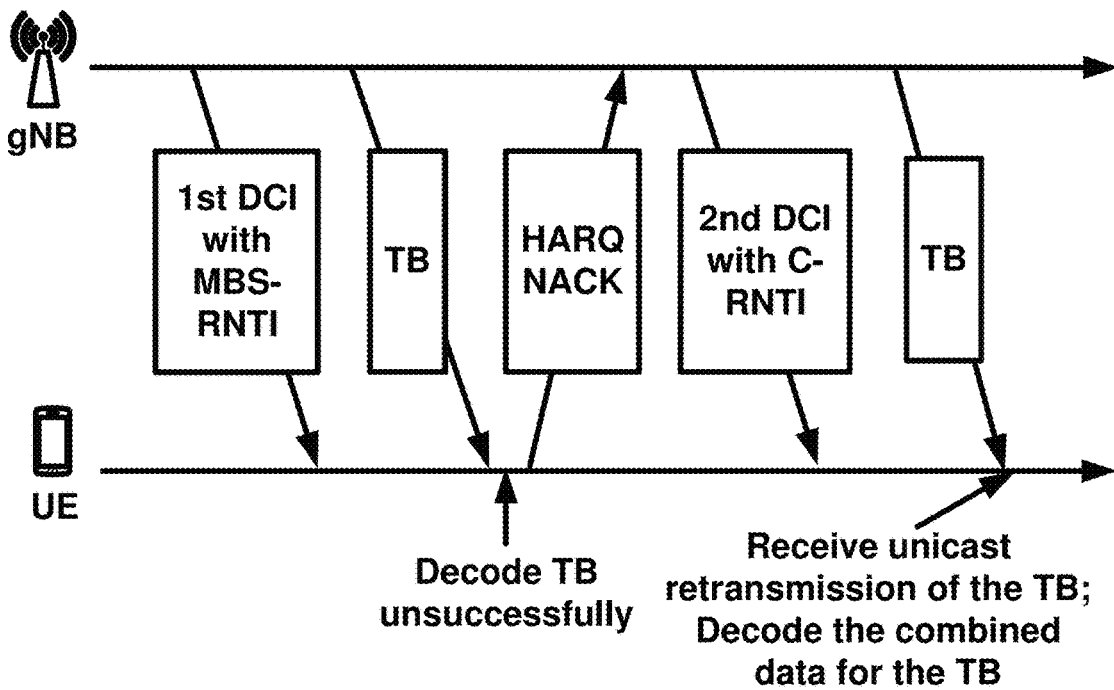 gNB
1st DCI
with
MBS-
RNTI
TB
HARQ
NACK
2nd DCI
with C-
RNTI
TB
UE
Decode TB
unsuccessfully
Receive unicast
retransmission of the TB;
Decode the combined
data for the TB